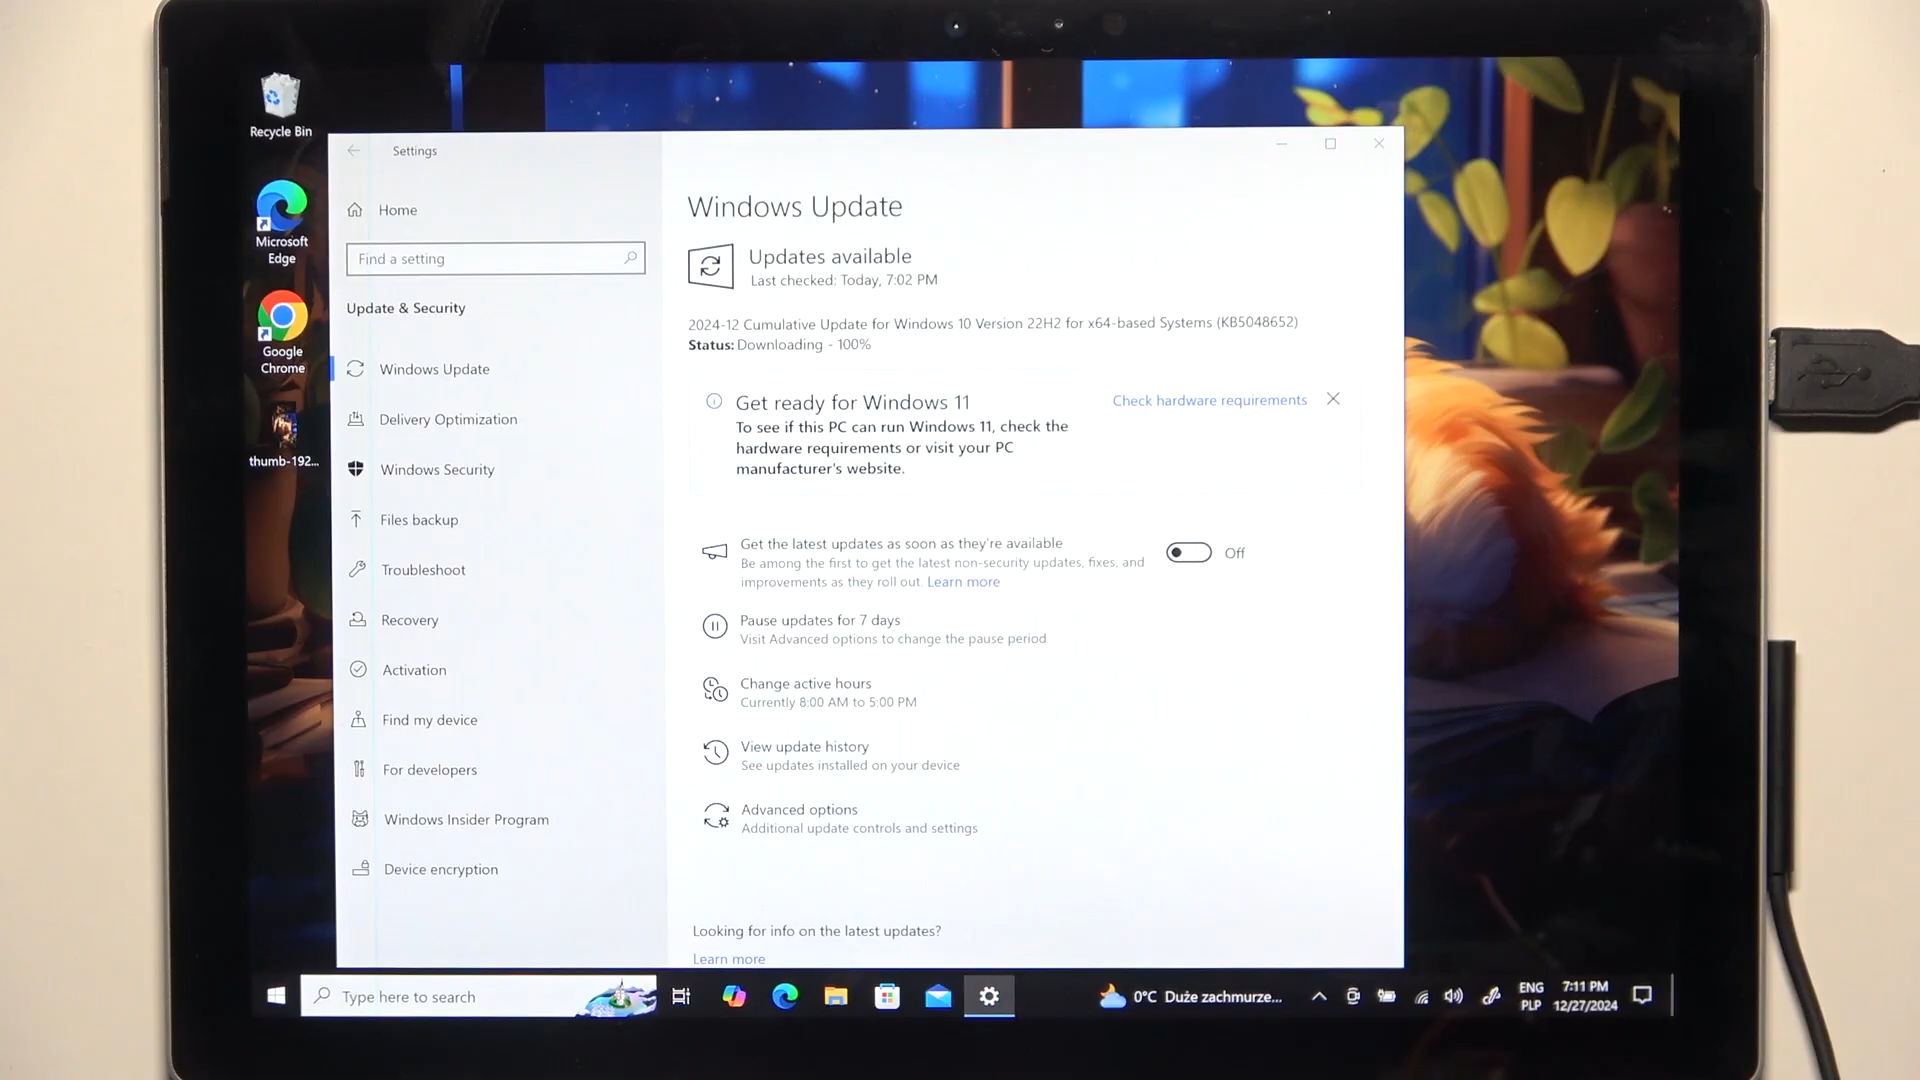 Recycle Bin
Microsoft
Edge
Google
Chrome
thumb-192...
Settings
Home
Find a setting
Update & Security
Windows Update
Delivery Optimization
Windows Security
Files backup
Troubleshoot
Recovery
Activation
Find my device
For developers
Windows Insider Program
Device encryption
Windows Update
Updates available
Last checked: Today, 7:02 PM
2024-12 Cumulative Update for Windows 10 Version 22H2 for x64-based Systems (KB5048652)
Status: Downloading - 100%
Get ready for Windows 11
Check hardware requirements
To see if this PC can run Windows 11, check the
hardware requirements or visit your PC
manufacturer's website.
Get the latest updates as soon as they're available
Be among the first to get the latest non-security updates, fixes, and
improvements as they roll out. Learn more
Off
Pause updates for 7 days
Visit Advanced options to change the pause period
Change active hours
Currently 8:00 AM to 5:00 PM
View update history
See updates installed on your device
Advanced options
Additional update controls and settings
Looking for info on the latest updates?
Learn more
Type here to search
0°C Duże zachmurze...
ENG
PLP
7:11 PM
12/27/2024